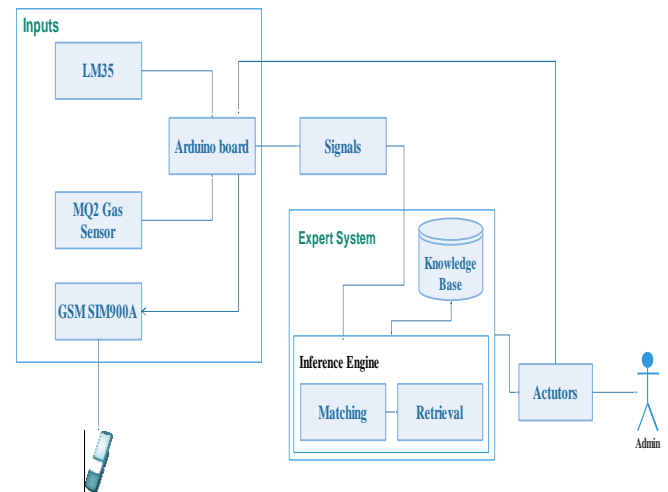 Inputs
LM35
Arduino board
Signals
MQ2 Gas
Sensor
Expert System
Knowledge
Base
GSM SIM900A
Inference Engine
Matching
Retrieval
Actutors
Admin